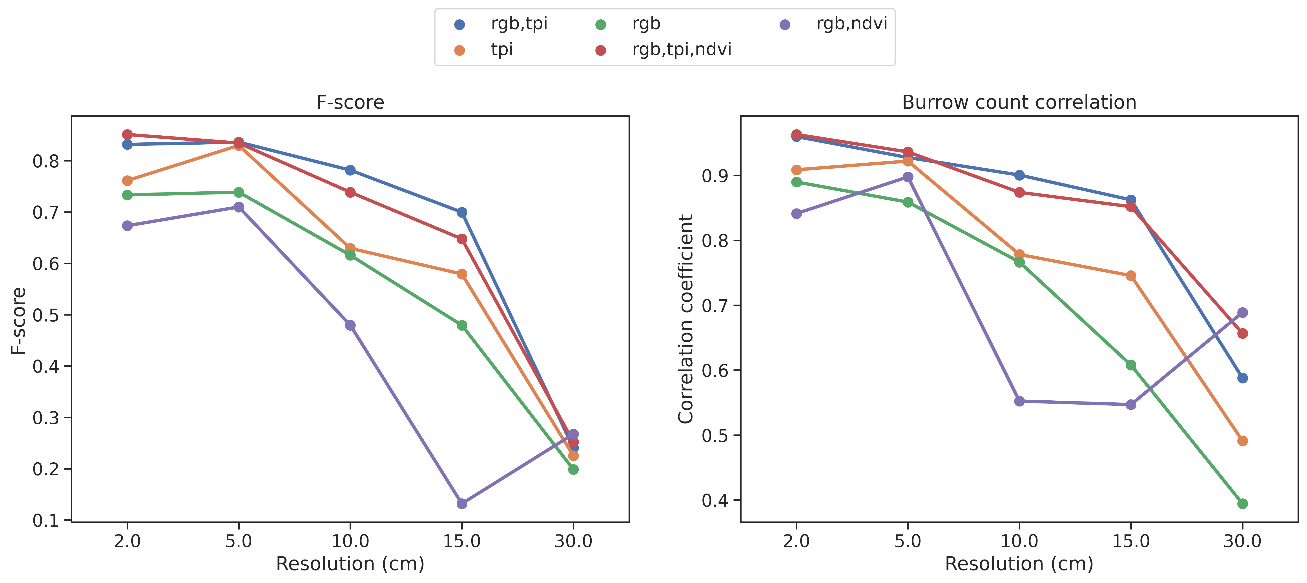 rgb,tpi rgb rgb,ndvi
tpi rgb,tpi,ndvi
F-score
F-score
0.8
0.7
0.6
0.5
0.4
0.3
0.2
0.1
2.0 5.0 10.0 15.0 30.0
Resolution (cm)
Burrow count correlation
Correlation coefficient
0.9
0.8
0.7
0.6
0.5
0.4
2.0 5.0 10.0 15.0 30.0
Resolution (cm)